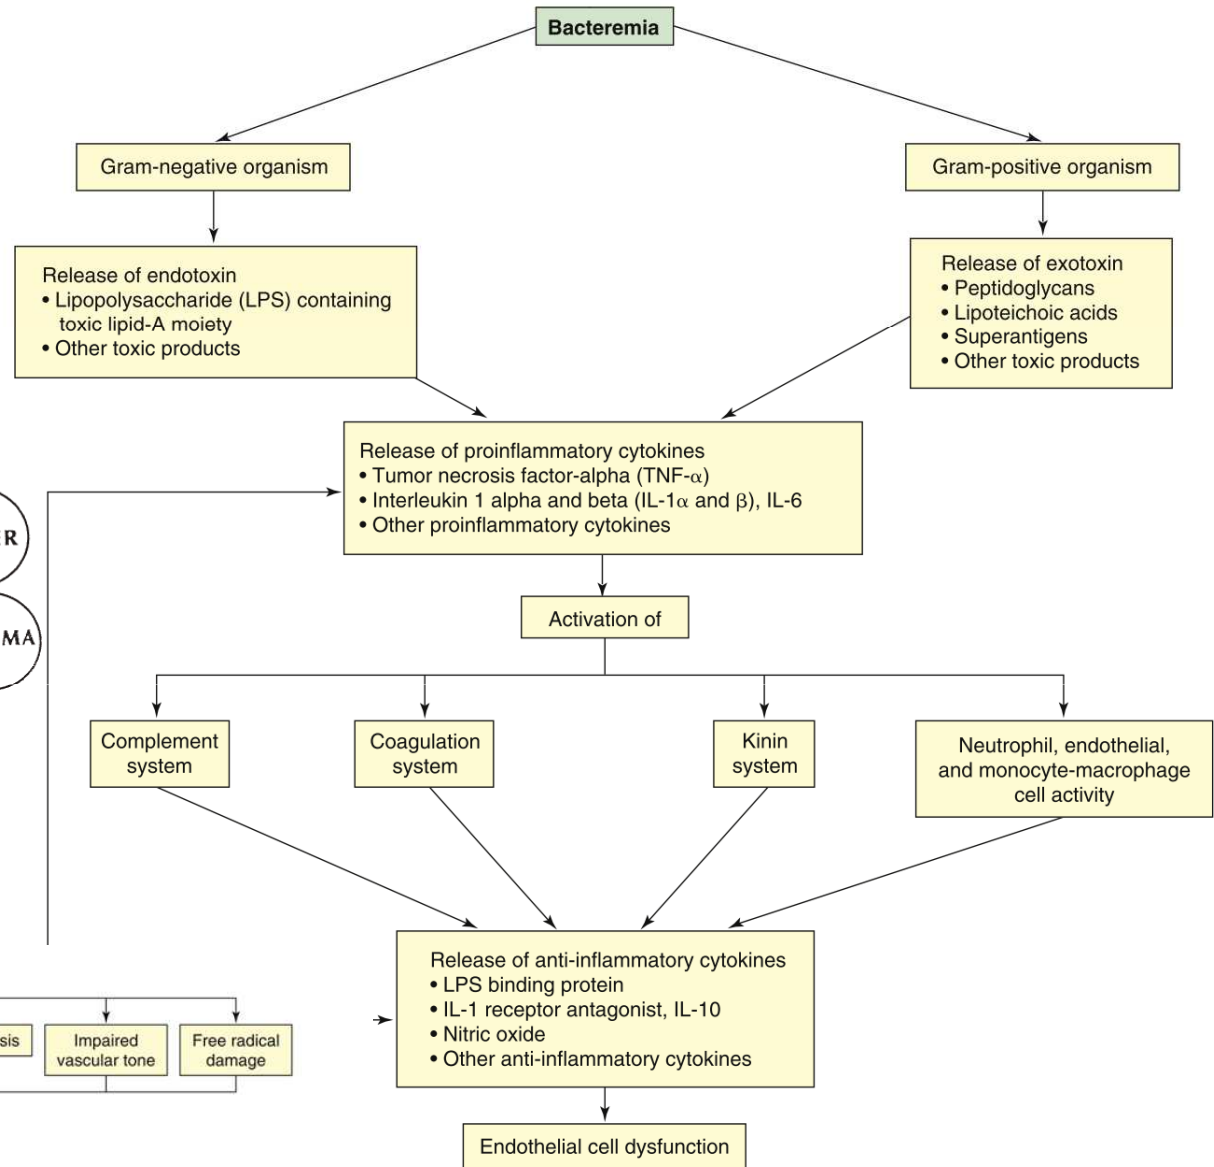 Bacteremia
Gram-negative organism
Gram-positive organism
Release of endotoxin
• Lipopolysaccharide (LPS) containing
toxic lipid-A moiety
• Other toxic products
Release of exotoxin
• Peptidoglycans
• Lipoteichoic acids
• Superantigens
• Other toxic products
Release of proinflammatory cytokines
• Tumor necrosis factor-alpha (TNF-α)
• Interleukin 1 alpha and beta (IL-1α and β), IL-6
• Other proinflammatory cytokines
ER
MA
Activation of
Complement
system
Coagulation
system
Kinin
system
Neutrophil, endothelial,
and monocyte-macrophage
cell activity
Release of anti-inflammatory cytokines
• LPS binding protein
• IL-1 receptor antagonist, IL-10
• Nitric oxide
• Other anti-inflammatory cytokines
sis
Impaired
vascular tone
Free radical
damage
Endothelial cell dysfunction